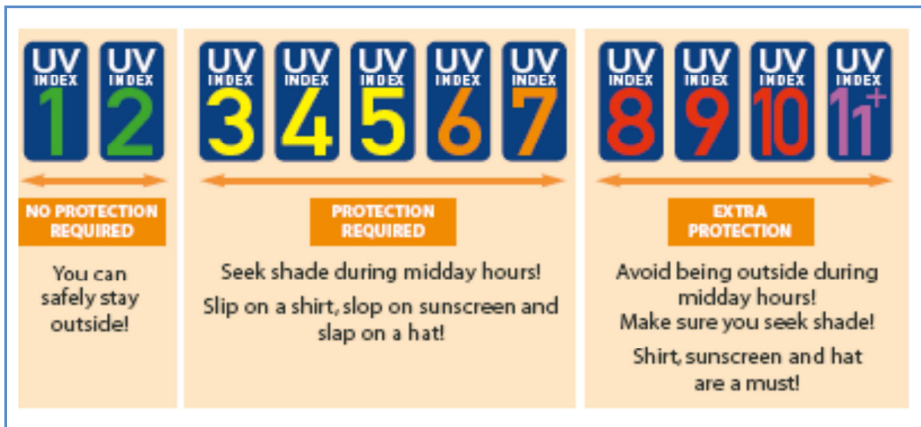 UV INDEX 1
UV INDEX 2
UV INDEX 3
UV INDEX 4
UV INDEX 5
UV INDEX 6
UV INDEX 7
UV INDEX 8
UV INDEX 9
UV INDEX 10
UV INDEX 11+
NO PROTECTION
REQUIRED
You can
safely stay
outside!
PROTECTION
REQUIRED
Seek shade during midday hours!
Slip on a shirt, slop on sunscreen and
slap on a hat!
EXTRA
PROTECTION
Avoid being outside during
midday hours!
Make sure you seek shade!
Shirt, sunscreen and hat
are a must!